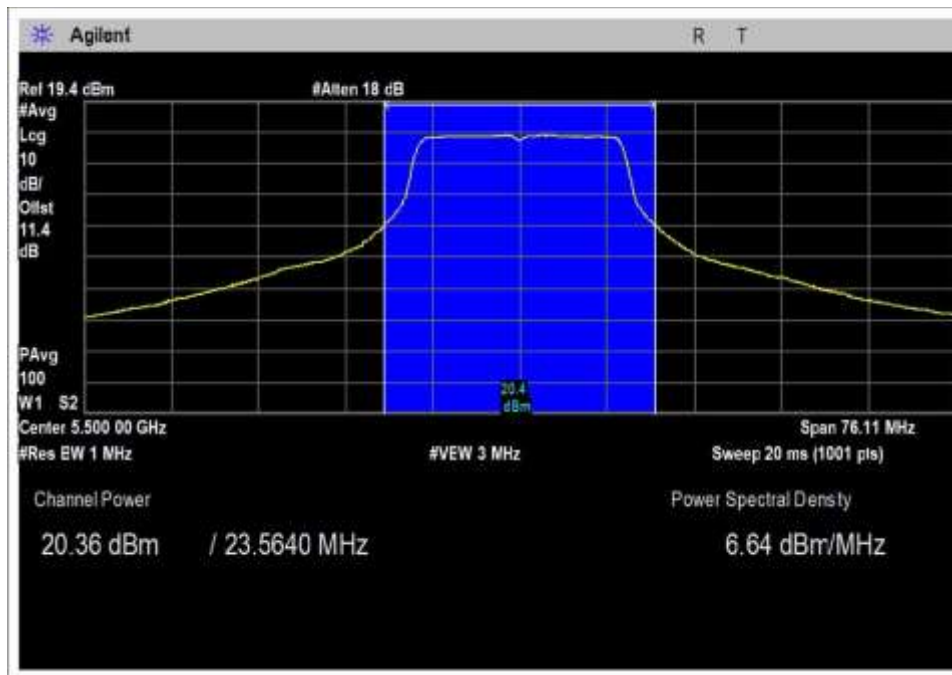 Agilent R T
Ref 19.4 dBm #Atten 18 dB
#Avg
Log
10
dB/
Offst
11.4
dB
PAvg
100
W1 S2
20.4
dBm
Center 5.500 00 GHz Span 76.11 MHz
#Res BW 1 MHz #VBW 3 MHz Sweep 20 ms (1001 pts)
Channel Power Power Spectral Density
20.36 dBm / 23.5640 MHz 6.64 dBm/MHz